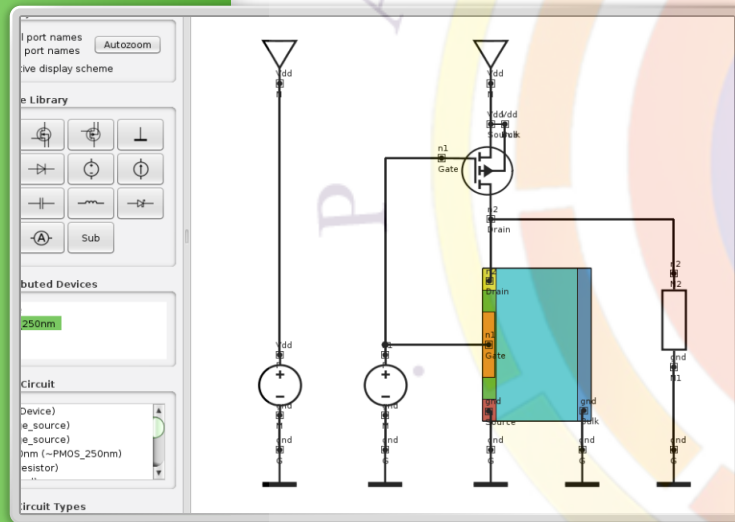 l port names
port names
Autozoom
tive display scheme
e Library
A
Sub
buted Devices
250nm
Circuit
Device)
e_source)
e_source)
0nm (~PMOS_250nm)
esistor)
Circuit Types
Vdd
N
Vdd
N
Vdd
Vdd
Source
Bulk
n1
Gate
n2
Drain
n2
Drain
n1
Gate
gnd
Source
gnd
Bulk
n2
N2
gnd
N1
Vdd
P
n1
gnd
gnd
gnd
G
gnd
G
gnd
G
gnd
G
gnd
G
P